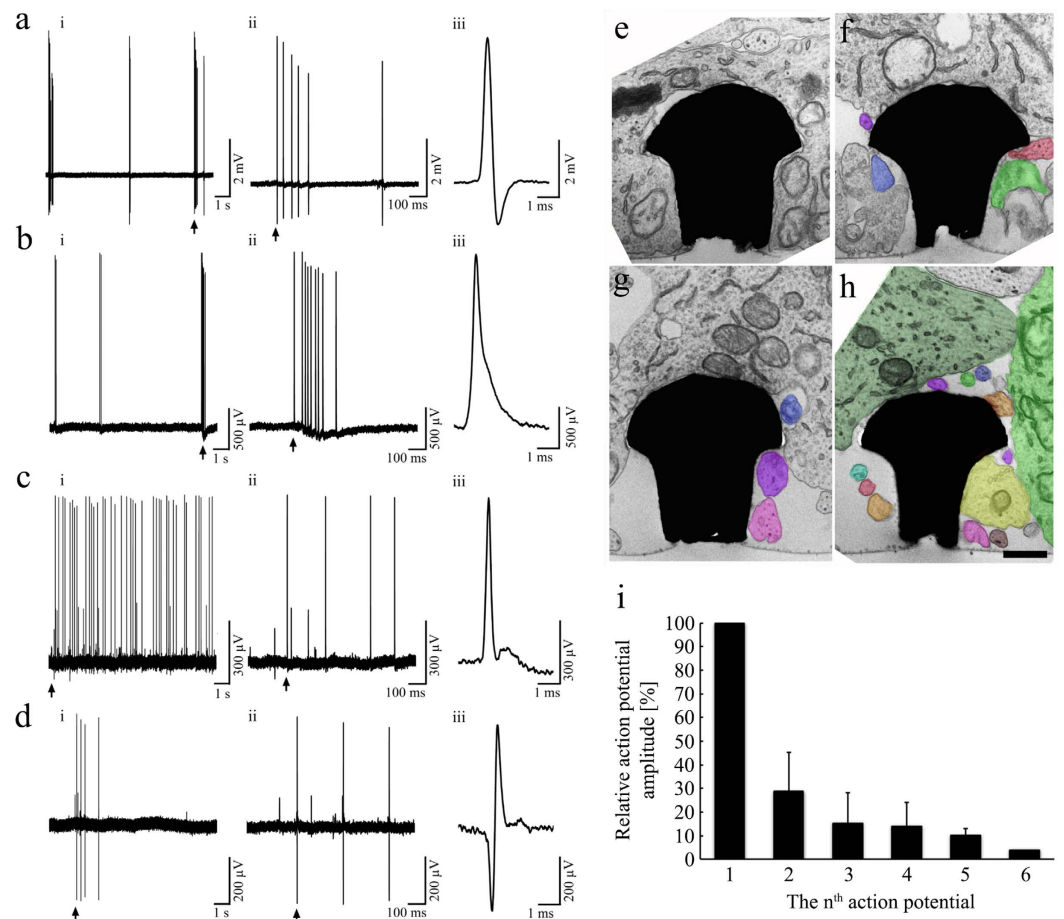 a
i
ii
iii
2 mV
1 s
2 mV
100 ms
2 mV
1 ms
b
i
ii
iii
500 µV
1 s
500 µV
100 ms
500 µV
1 ms
c
i
ii
iii
300 µV
1 s
300 µV
100 ms
300 µV
1 ms
d
i
ii
iii
200 µV
1 s
200 µV
100 ms
200 µV
1 ms
e
f
g
h
i
Relative action potential
amplitude [%]
100
90
80
70
60
50
40
30
20
10
0
1 2 3 4 5 6
The nth action potential